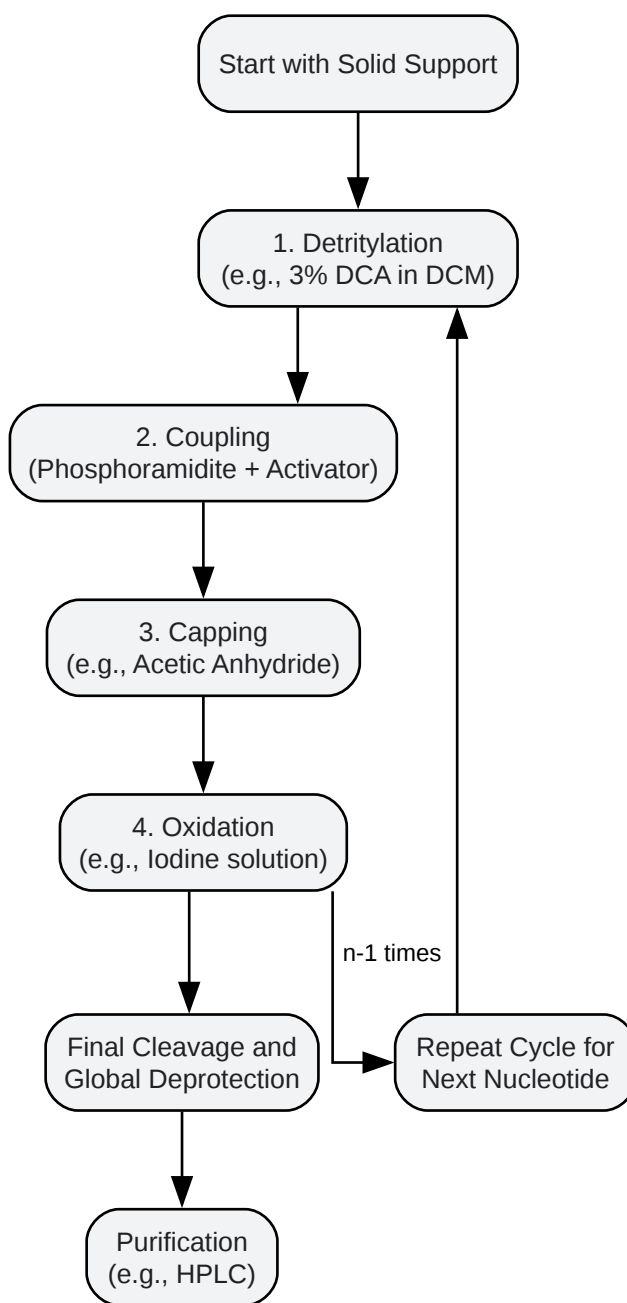 Start with Solid Support
1. Detritylation
(e.g., 3% DCA in DCM)
2. Coupling
(Phosphoramidite + Activator)
3. Capping
(e.g., Acetic Anhydride)
4. Oxidation
(e.g., Iodine solution)
n-1 times
Final Cleavage and
Global Deprotection
Repeat Cycle for
Next Nucleotide
Purification
(e.g., HPLC)